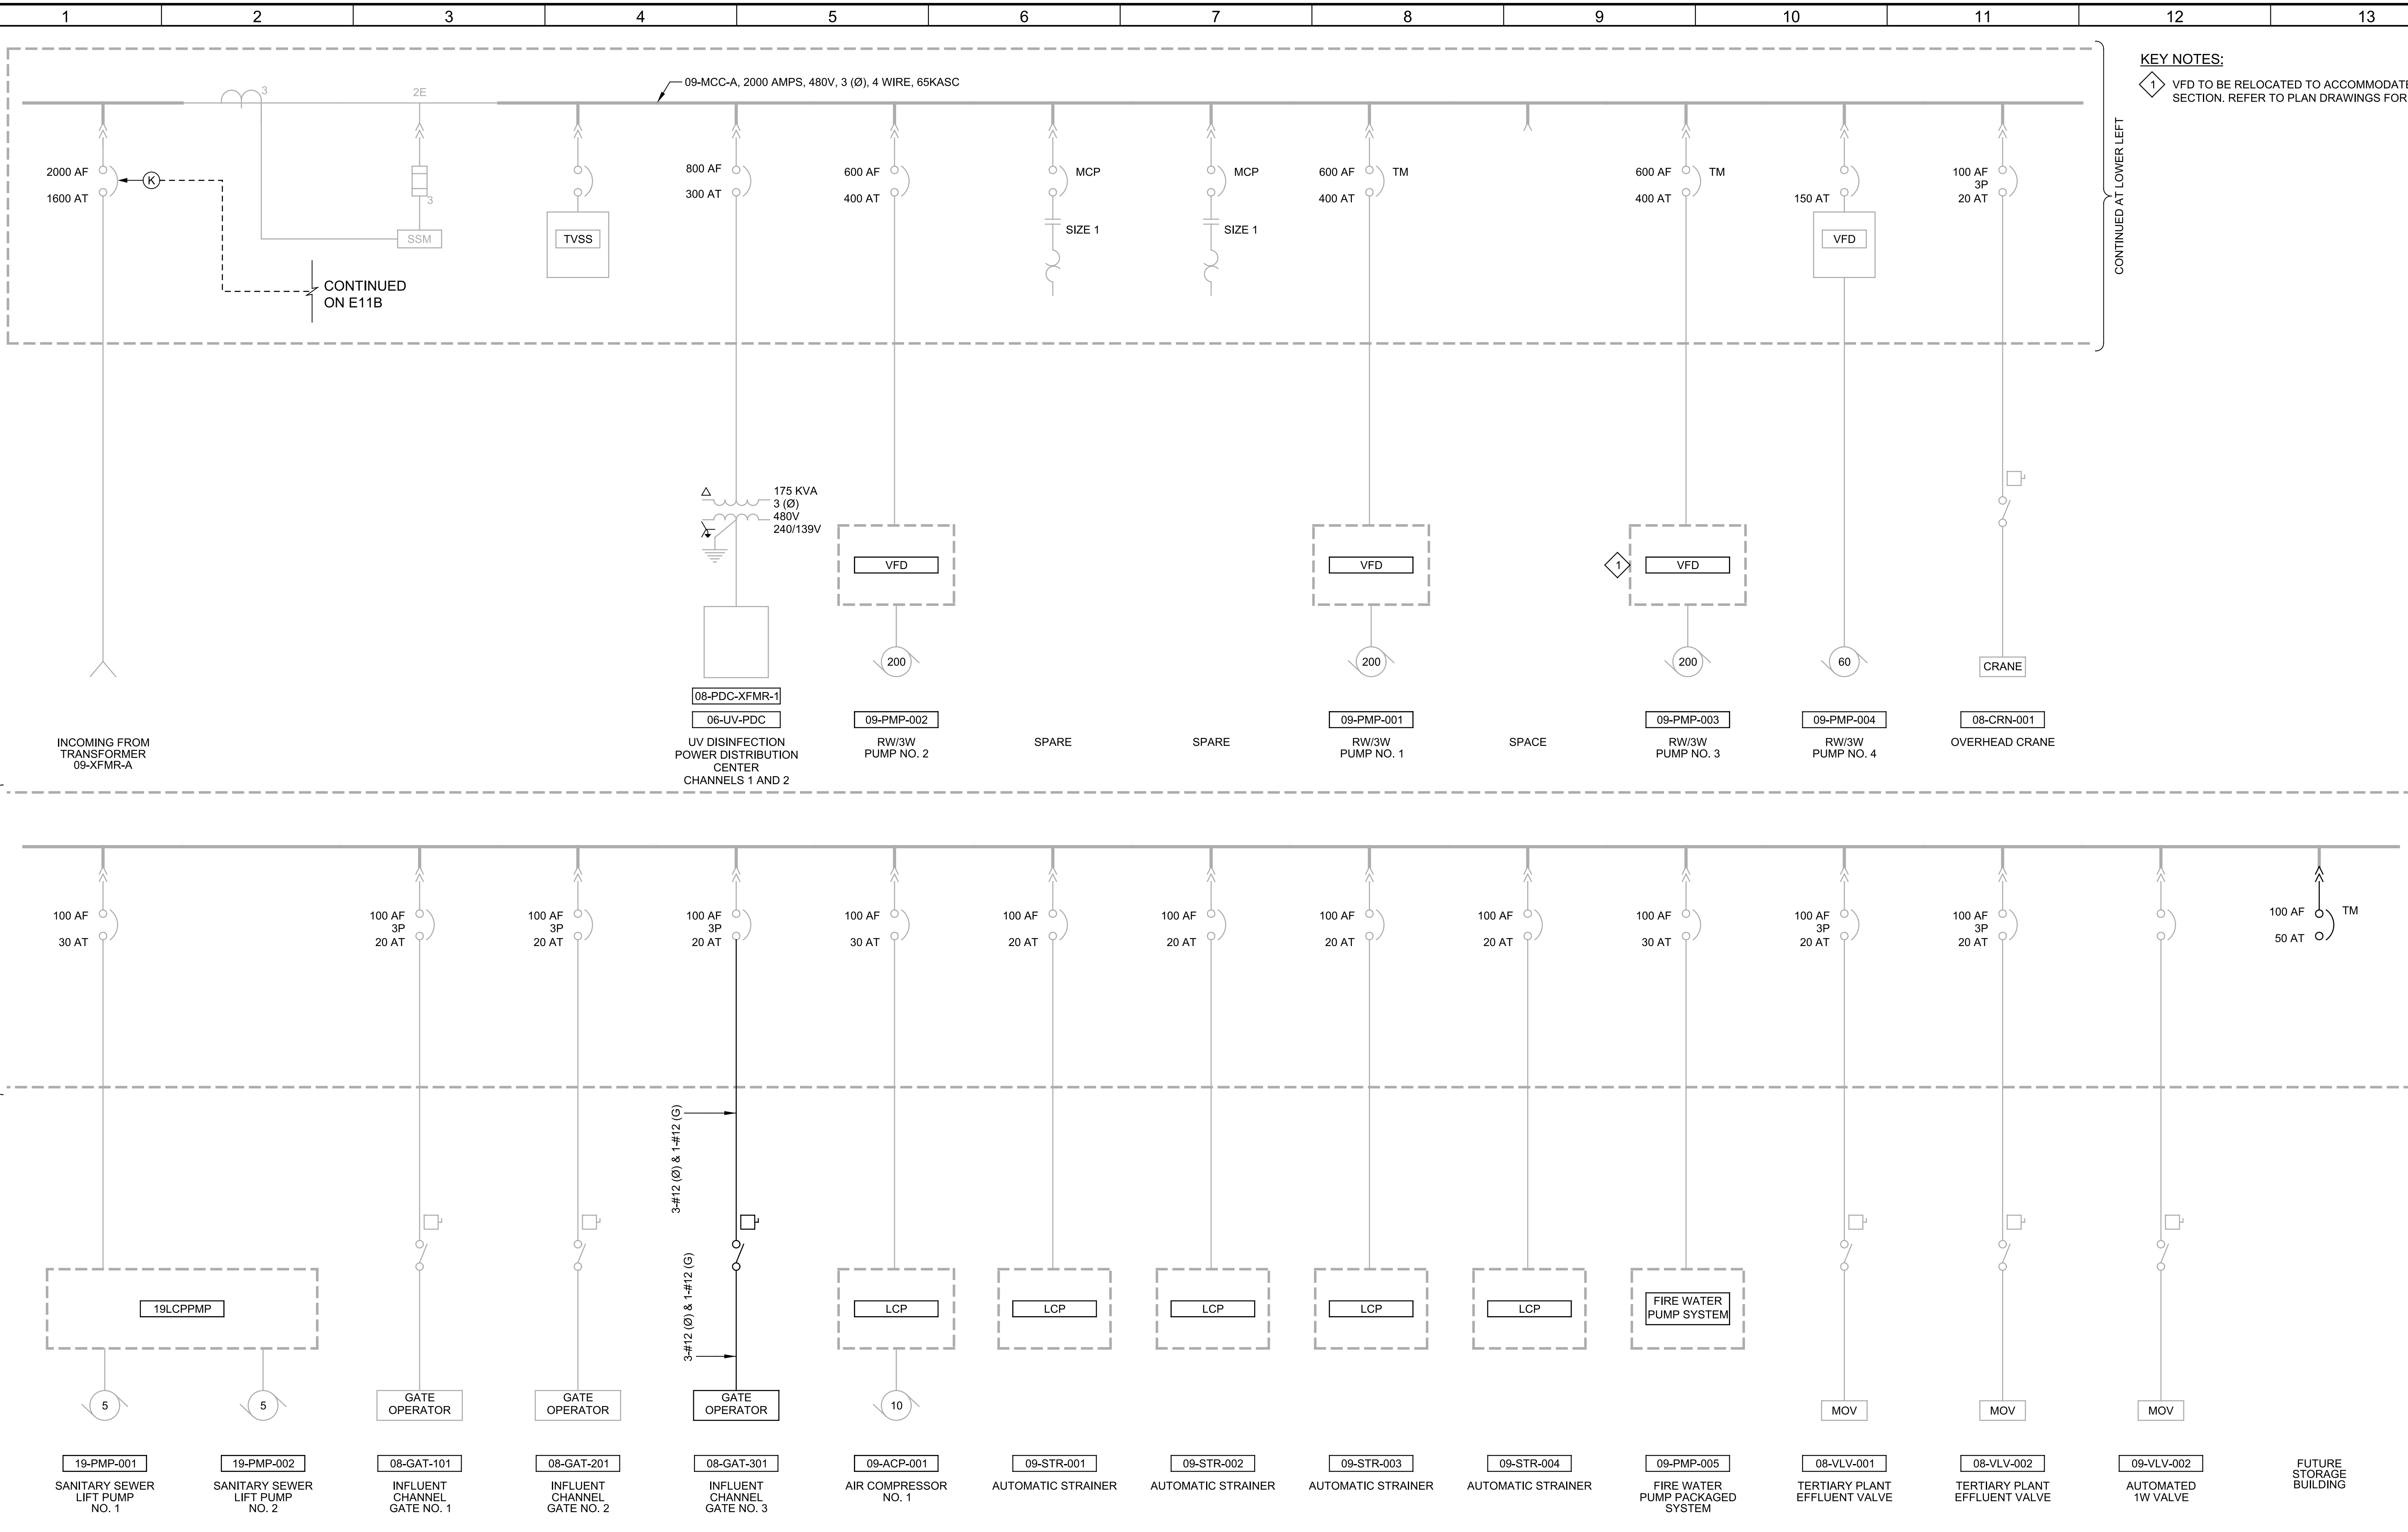 1 2 3 4 5 6 7 8 9 10 11 12 13
KEY NOTES:
1 VFD TO BE RELOCATED TO ACCOMMODATE
SECTION. REFER TO PLAN DRAWINGS FOR
09-MCC-A, 2000 AMPS, 480V, 3 (Ø), 4 WIRE, 65KASC
3
2E
CONTINUED AT LOWER LEFT
2000 AF
1600 AT
K
3
SSM
CONTINUED
ON E11B
TVSS
800 AF
300 AT
600 AF
400 AT
MCP
SIZE 1
MCP
SIZE 1
600 AF
TM
400 AT
600 AF
TM
400 AT
150 AT
VFD
100 AF
3P
20 AT
175 KVA
3 (Ø)
480V
240/139V
VFD
VFD
1
VFD
200
200
200
60
CRANE
08-PDC-XFMR-1
06-UV-PDC
09-PMP-002
09-PMP-001
09-PMP-003
09-PMP-004
08-CRN-001
INCOMING FROM
TRANSFORMER
09-XFMR-A
UV DISINFECTION
POWER DISTRIBUTION
CENTER
CHANNELS 1 AND 2
RW/3W
PUMP NO. 2
SPARE
SPARE
RW/3W
PUMP NO. 1
SPACE
RW/3W
PUMP NO. 3
RW/3W
PUMP NO. 4
OVERHEAD CRANE
100 AF
30 AT
100 AF
3P
20 AT
100 AF
3P
20 AT
100 AF
3P
20 AT
100 AF
30 AT
100 AF
20 AT
100 AF
20 AT
100 AF
20 AT
100 AF
20 AT
100 AF
30 AT
100 AF
3P
20 AT
100 AF
3P
20 AT
100 AF
TM
50 AT
3-#12 (Ø) & 1-#12 (G)
3-#12 (Ø) & 1-#12 (G)
19LCPPMP
LCP
LCP
LCP
LCP
LCP
FIRE WATER
PUMP SYSTEM
5
5
GATE
OPERATOR
GATE
OPERATOR
GATE
OPERATOR
10
MOV
MOV
MOV
19-PMP-001
19-PMP-002
08-GAT-101
08-GAT-201
08-GAT-301
09-ACP-001
09-STR-001
09-STR-002
09-STR-003
09-STR-004
09-PMP-005
08-VLV-001
08-VLV-002
09-VLV-002
SANITARY SEWER
LIFT PUMP
NO. 1
SANITARY SEWER
LIFT PUMP
NO. 2
INFLUENT
CHANNEL
GATE NO. 1
INFLUENT
CHANNEL
GATE NO. 2
INFLUENT
CHANNEL
GATE NO. 3
AIR COMPRESSOR
NO. 1
AUTOMATIC STRAINER
AUTOMATIC STRAINER
AUTOMATIC STRAINER
AUTOMATIC STRAINER
FIRE WATER
PUMP PACKAGED
SYSTEM
TERTIARY PLANT
EFFLUENT VALVE
TERTIARY PLANT
EFFLUENT VALVE
AUTOMATED
1W VALVE
FUTURE
STORAGE
BUILDING